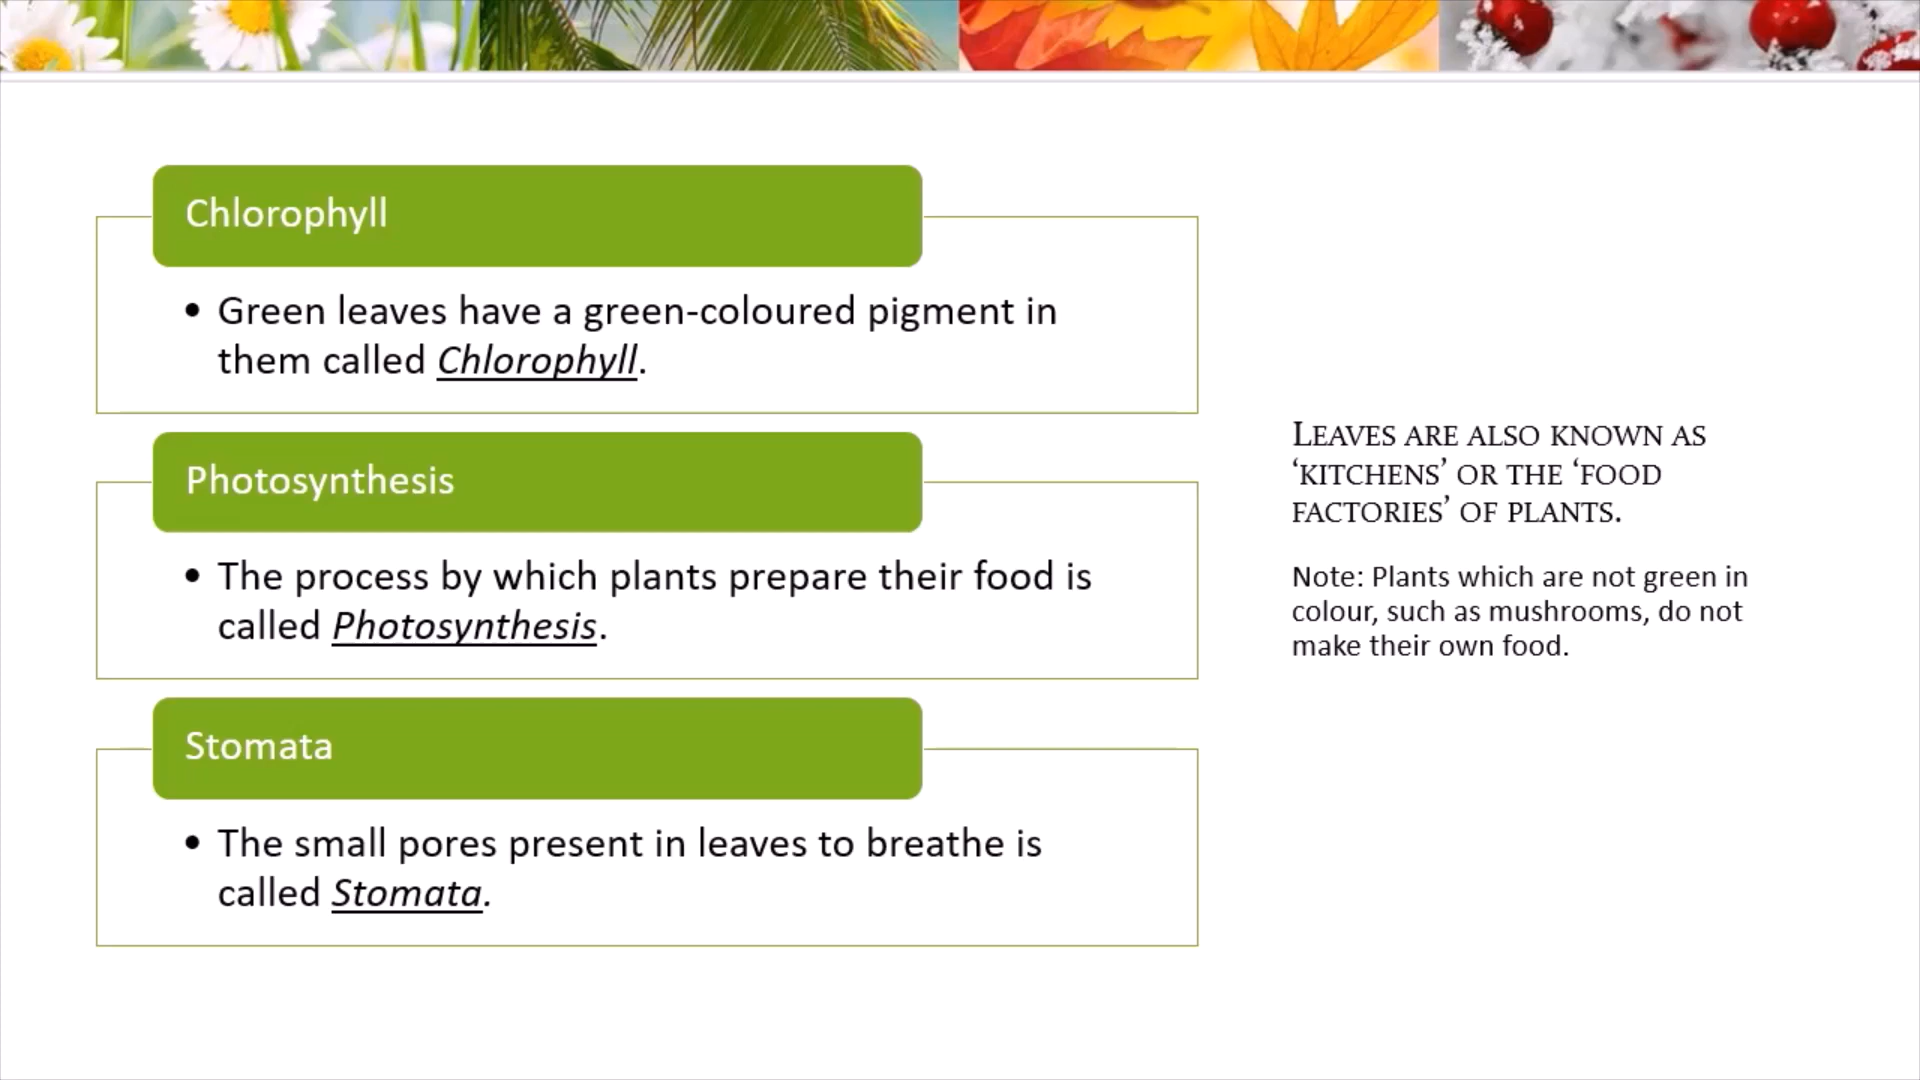 Chlorophyll
• Green leaves have a green-coloured pigment in
them called Chlorophyll.
Photosynthesis
• The process by which plants prepare their food is
called Photosynthesis.
Stomata
• The small pores present in leaves to breathe is
called Stomata.
LEAVES ARE ALSO KNOWN AS
‘KITCHENS’ OR THE ‘FOOD
FACTORIES’ OF PLANTS.
Note: Plants which are not green in
colour, such as mushrooms, do not
make their own food.